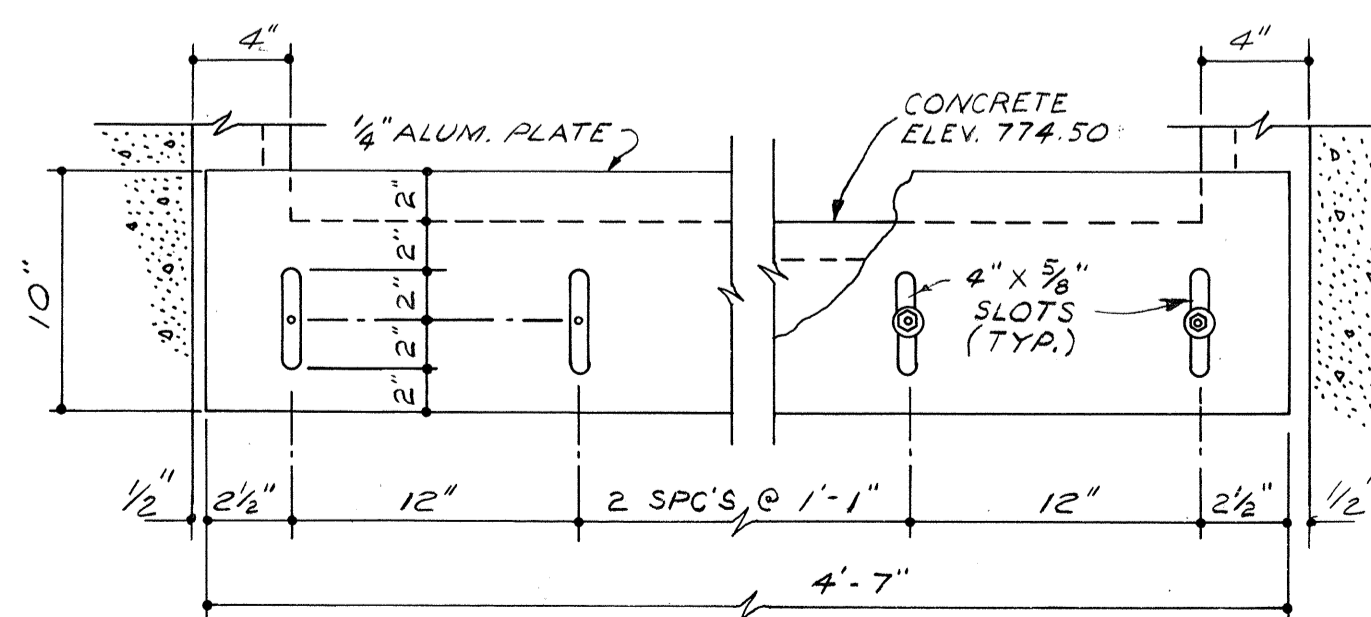 4"
4"
1/4" ALUM. PLATE
CONCRETE
ELEV. 774.50
2"
2"
2"
2"
2"
10"
4" X 5/8"
SLOTS
(TYP.)
1/2"
2 1/2"
12"
2 SPC'S @ 1'-1"
12"
2 1/2"
1/2"
4'-7"